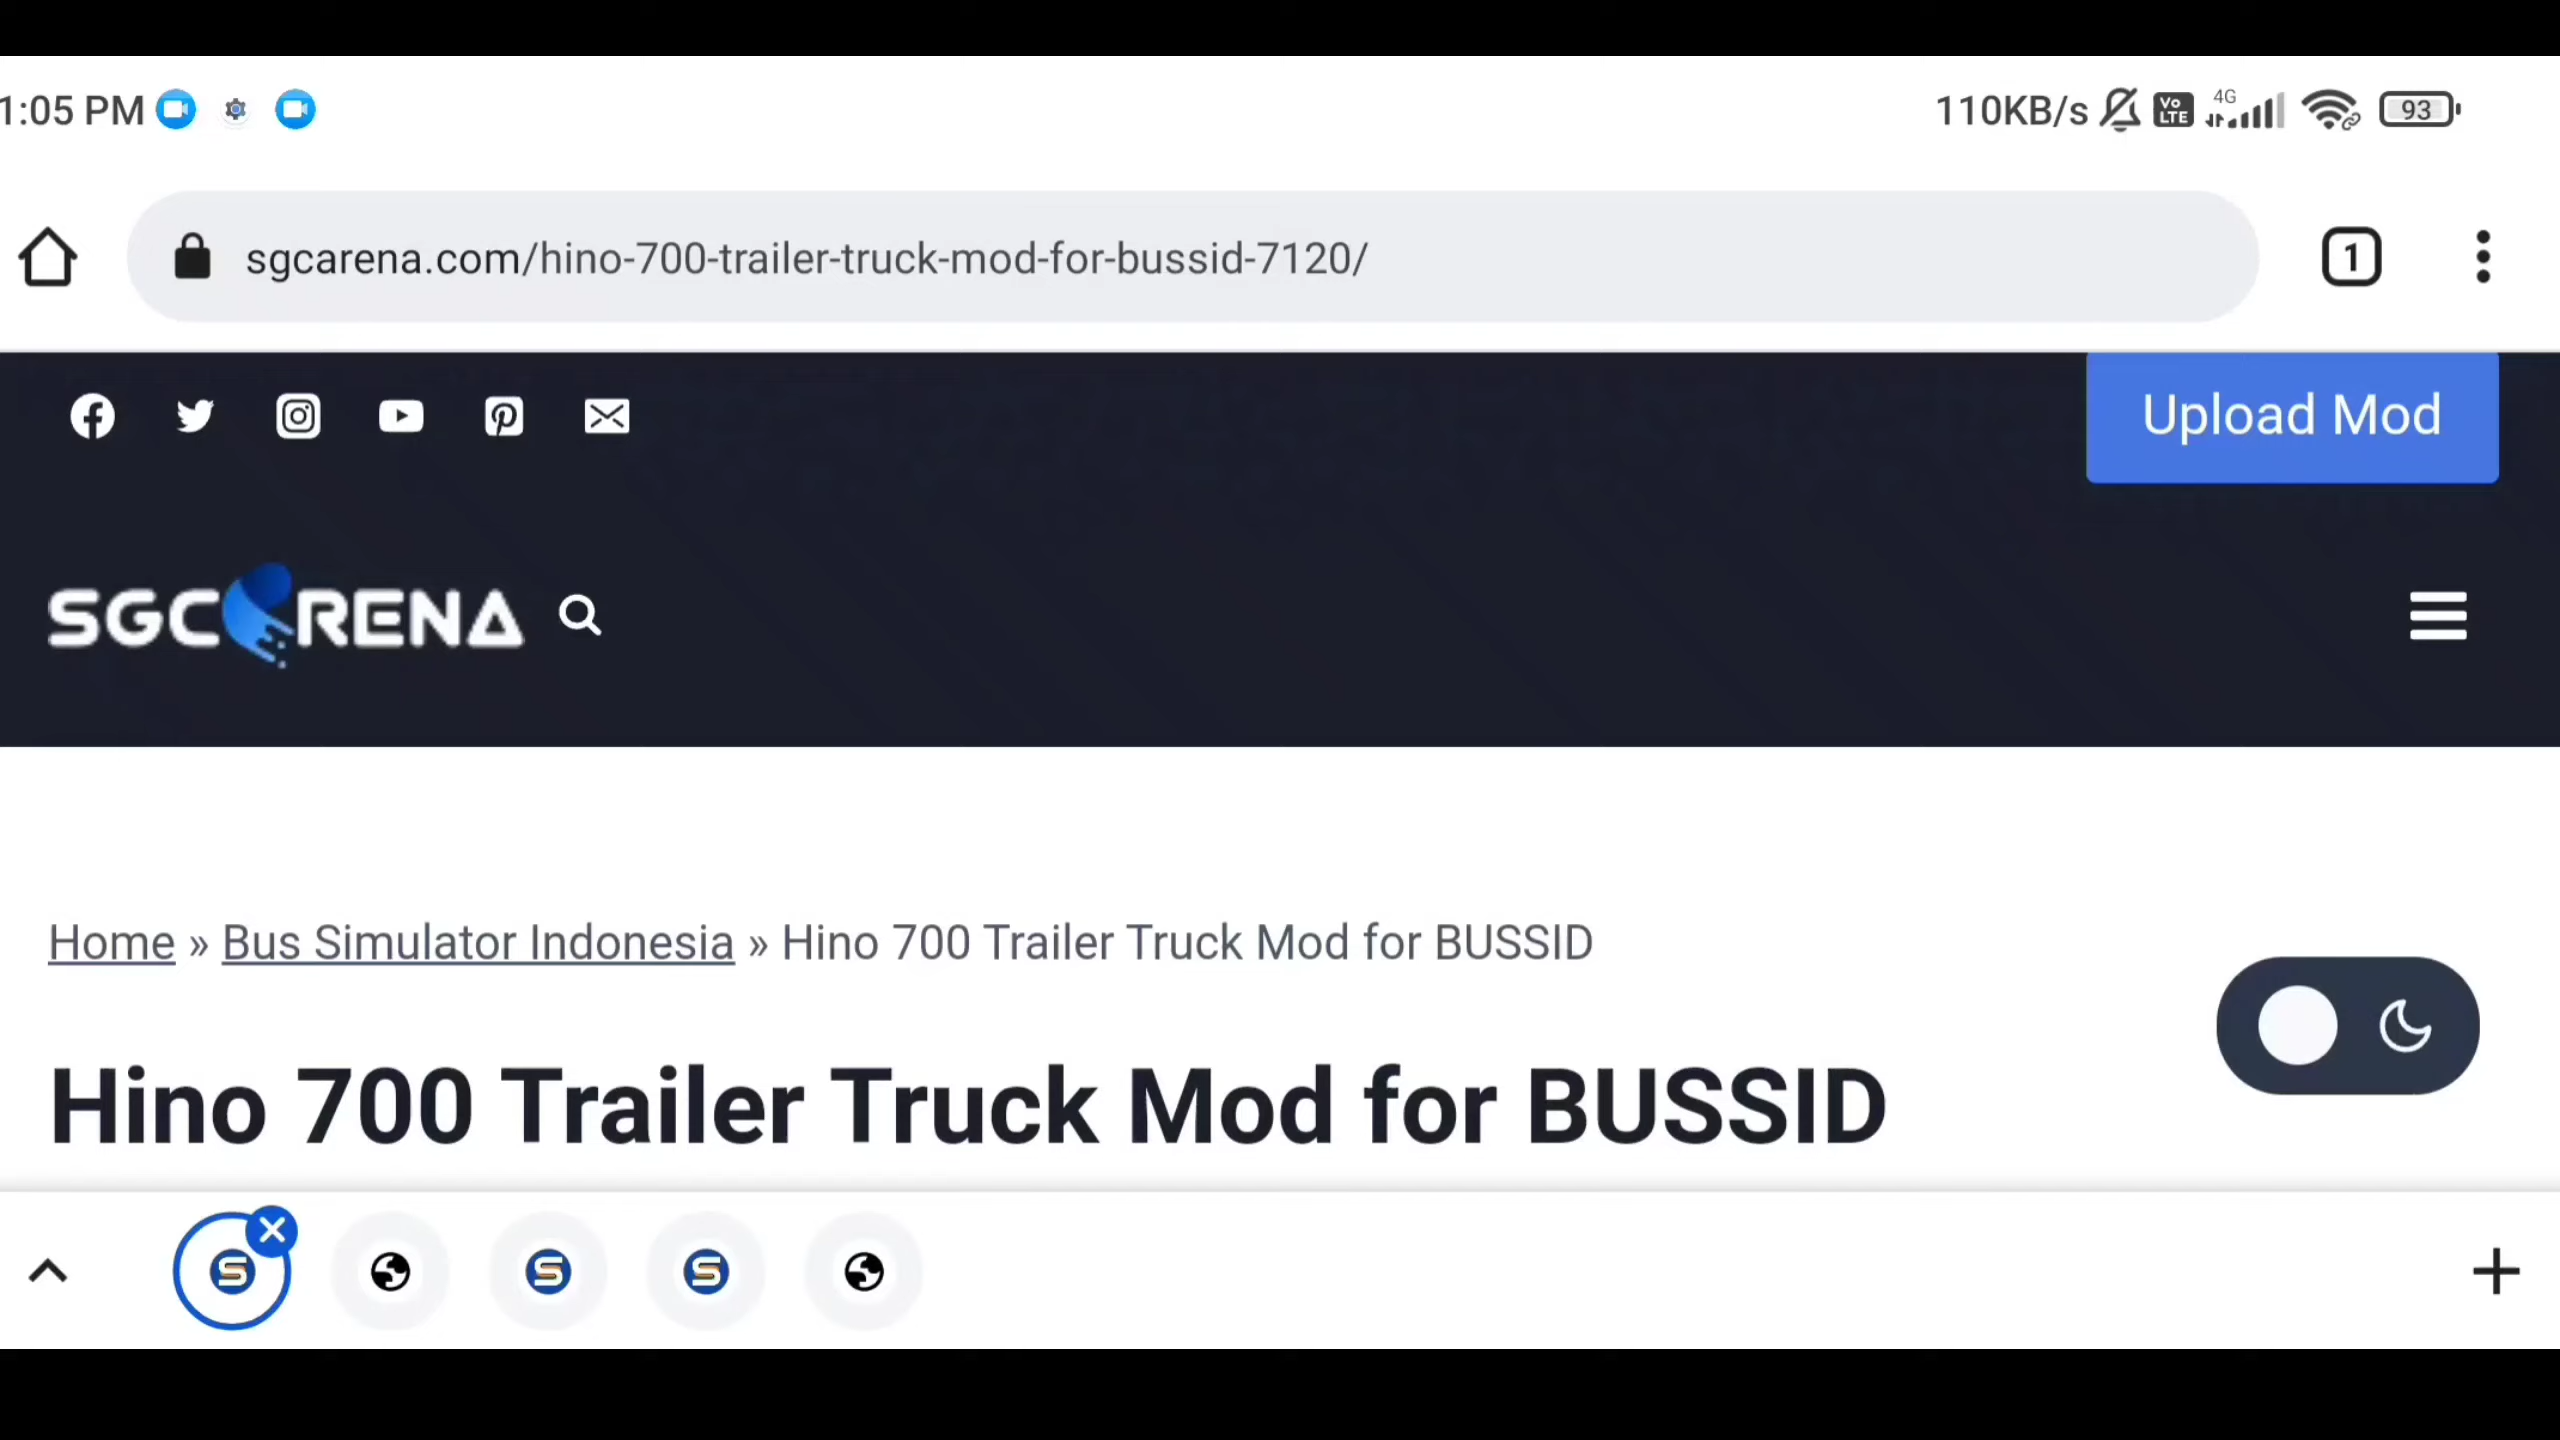 1:05 PM
110KB/s
Vo LTE
4G
93
sgcarena.com/hino-700-trailer-truck-mod-for-bussid-7120/
1
Upload Mod
SGCARENA
Home » Bus Simulator Indonesia » Hino 700 Trailer Truck Mod for BUSSID
Hino 700 Trailer Truck Mod for BUSSID